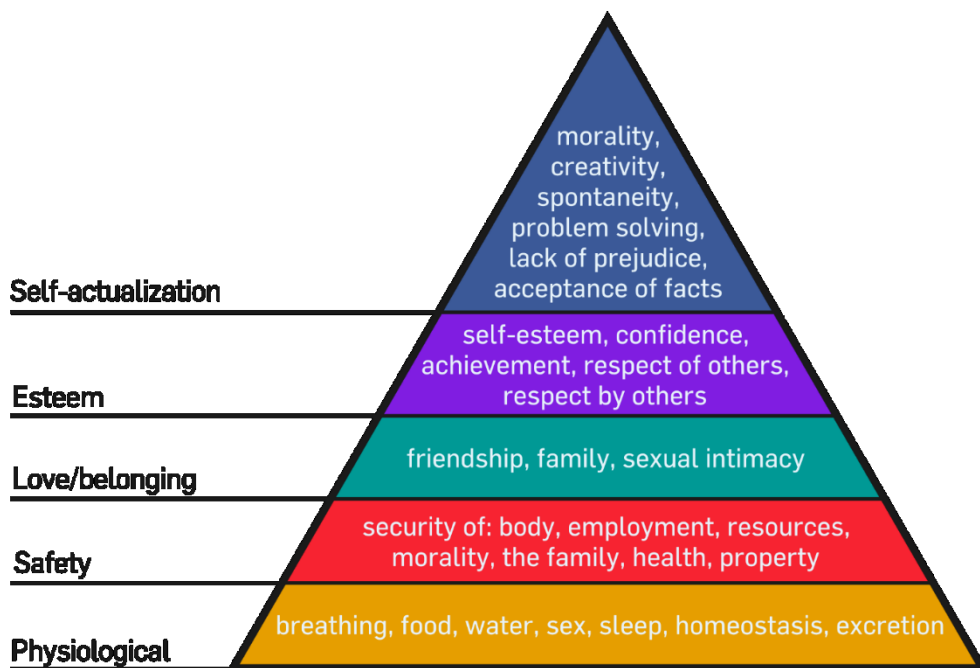 morality,
creativity,
spontaneity,
problem solving,
lack of prejudice,
acceptance of facts
Self-actualization
self-esteem, confidence,
achievement, respect of others,
respect by others
Esteem
friendship, family, sexual intimacy
Love/belonging
security of: body, employment, resources,
morality, the family, health, property
Safety
breathing, food, water, sex, sleep, homeostasis, excretion
Physiological